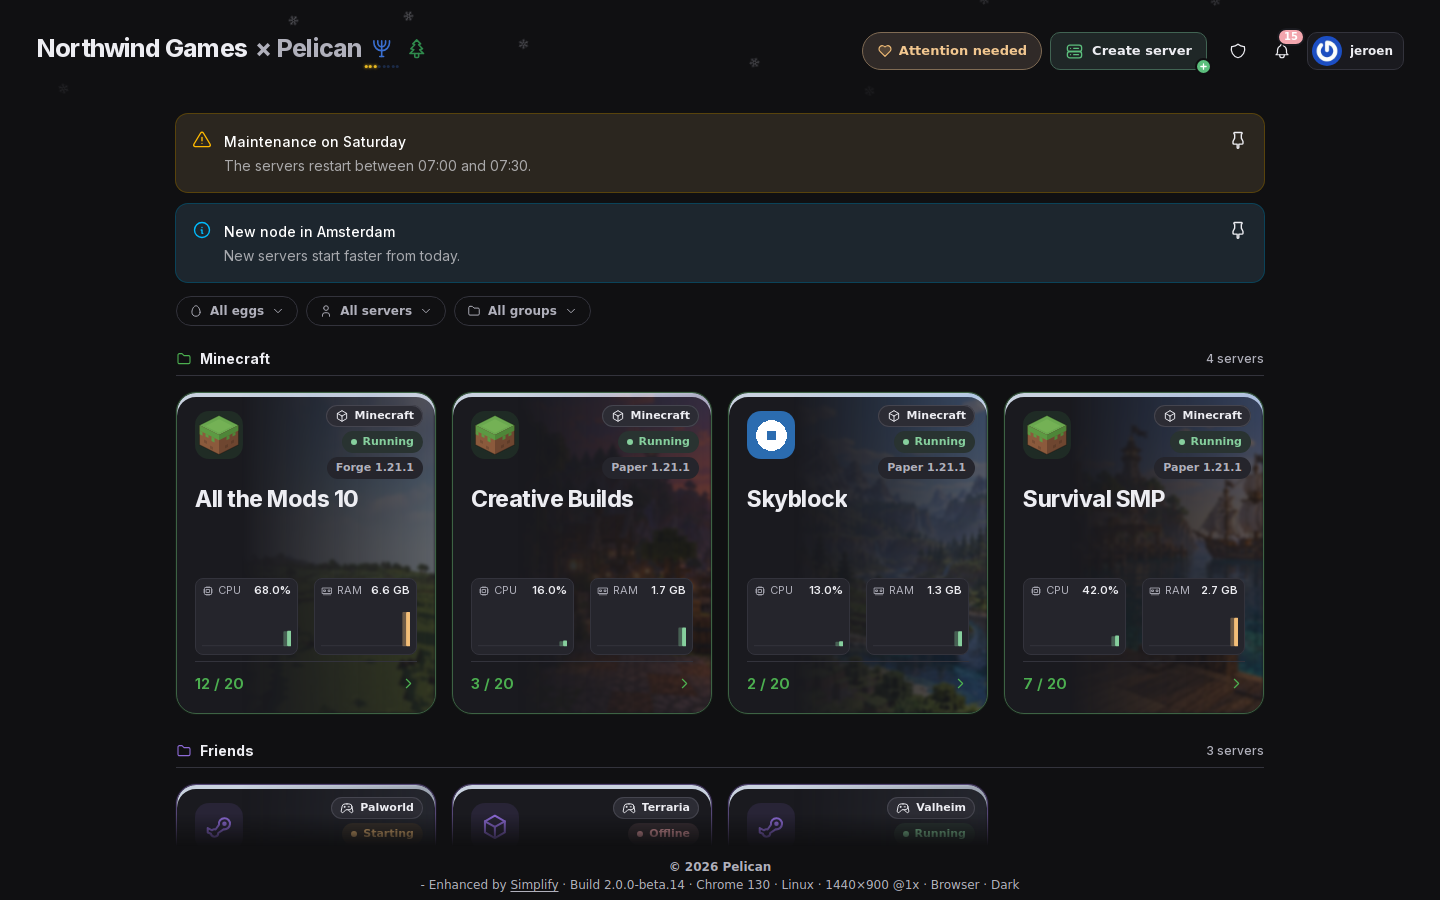 Northwind Games × Pelican
Attention needed
Create server
15
jeroen
Maintenance on Saturday
The servers restart between 07:00 and 07:30.
New node in Amsterdam
New servers start faster from today.
All eggs
All servers
All groups
Minecraft
4 servers
Minecraft
Running
Forge 1.21.1
All the Mods 10
CPU 68.0%
RAM 6.6 GB
12 / 20
Minecraft
Running
Paper 1.21.1
Creative Builds
CPU 16.0%
RAM 1.7 GB
3 / 20
Minecraft
Running
Paper 1.21.1
Skyblock
CPU 13.0%
RAM 1.3 GB
2 / 20
Minecraft
Running
Paper 1.21.1
Survival SMP
CPU 42.0%
RAM 2.7 GB
7 / 20
Friends
3 servers
Palworld
Starting
Terraria
Offline
Valheim
Running
© 2026 Pelican
- Enhanced by Simplify · Build 2.0.0-beta.14 · Chrome 130 · Linux · 1440×900 @1x · Browser · Dark